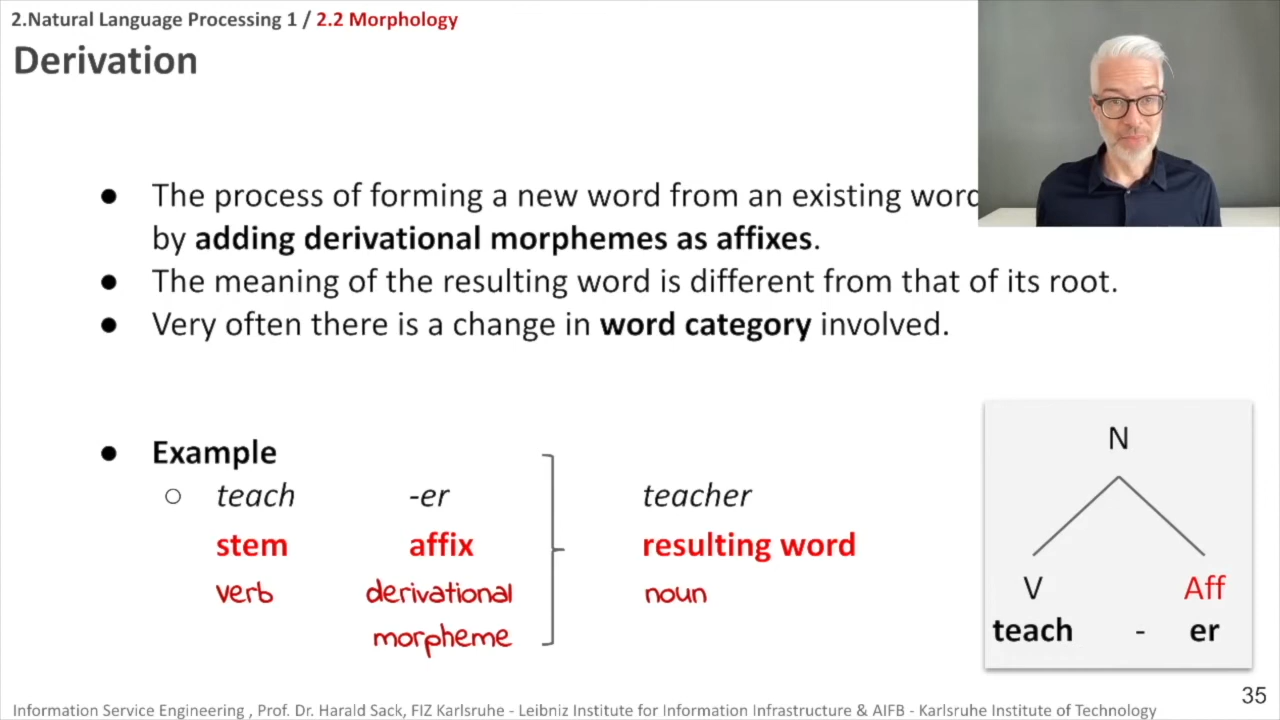 2.Natural Language Processing 1 / 2.2 Morphology
Derivation
● The process of forming a new word from an existing word
by adding derivational morphemes as affixes.
● The meaning of the resulting word is different from that of its root.
● Very often there is a change in word category involved.
● Example
○ teach -er teacher
stem affix resulting word
verb derivational noun
morpheme
N
V Aff
teach - er
35
Information Service Engineering , Prof. Dr. Harald Sack, FIZ Karlsruhe - Leibniz Institute for Information Infrastructure & AIFB - Karlsruhe Institute of Technology